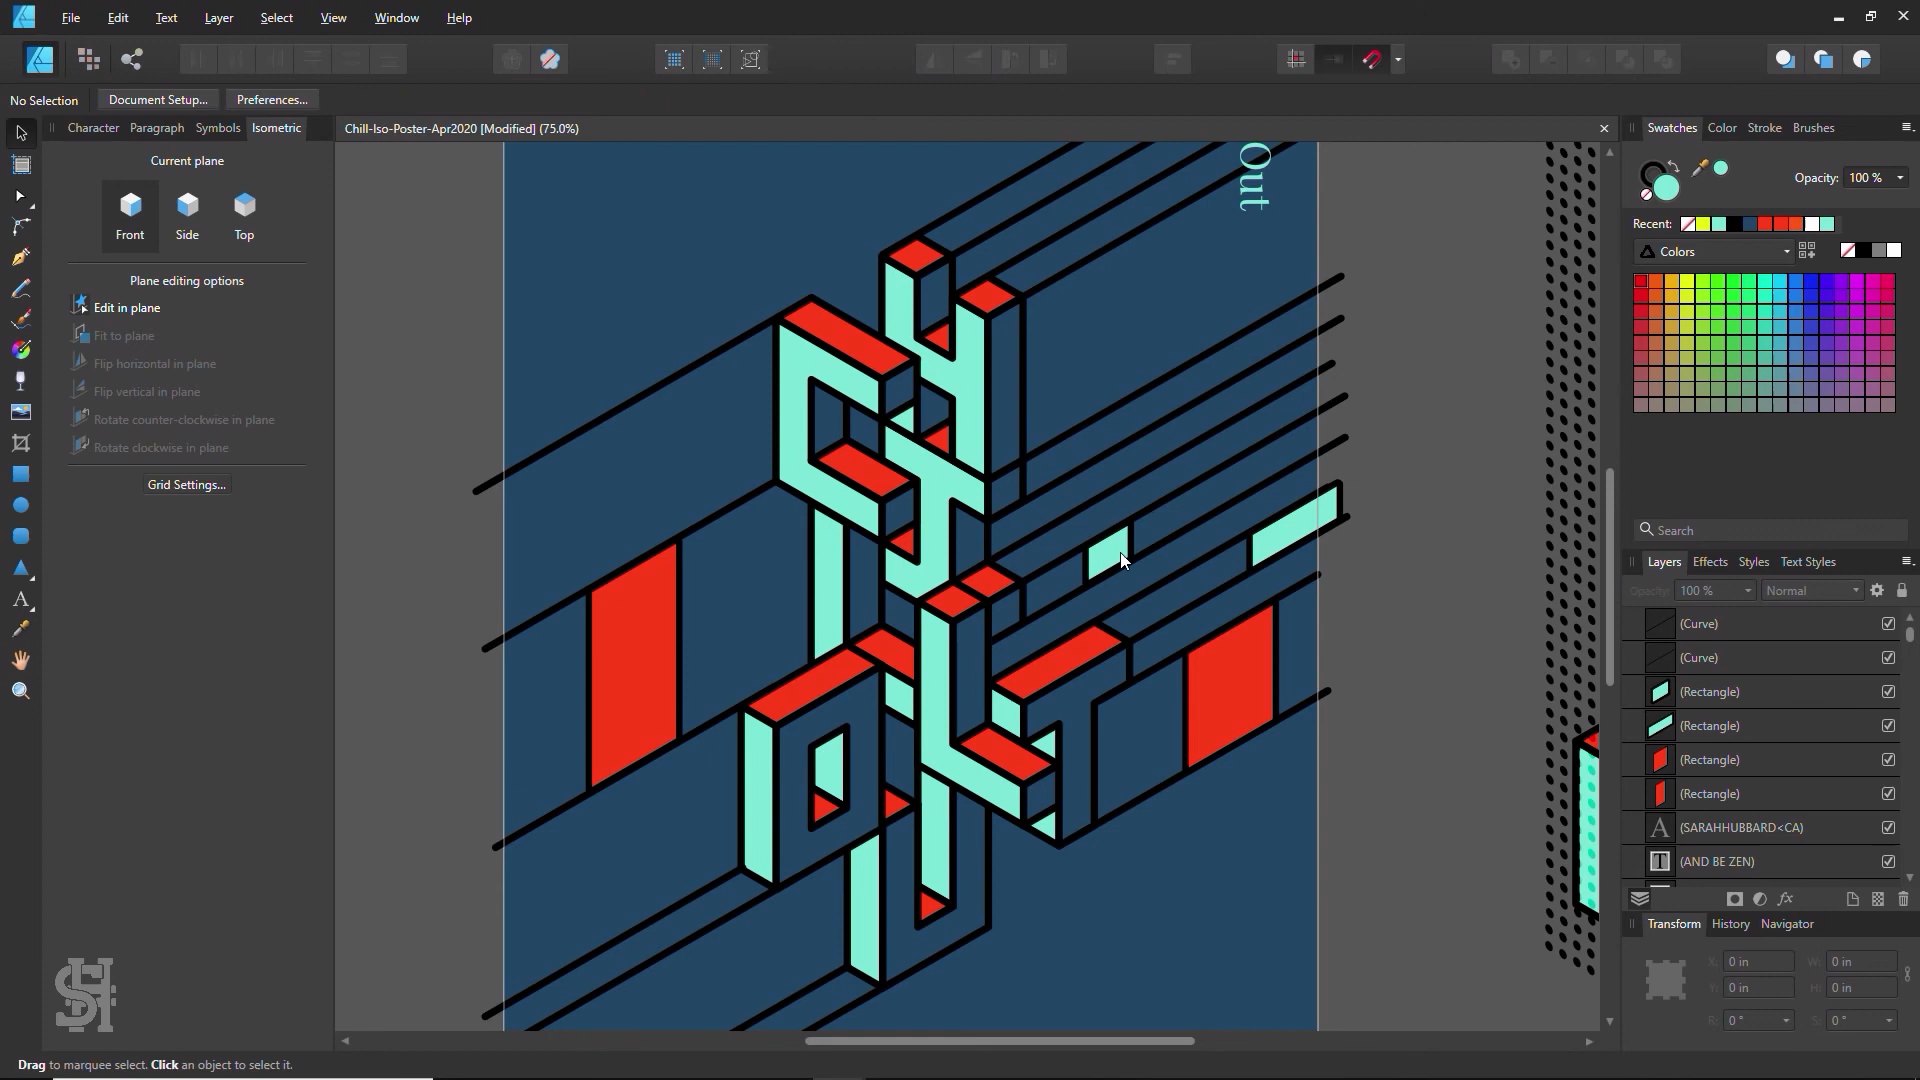 File Edit Text Layer Select View Window Help
No Selection Document Setup... Preferences...
Character Paragraph Symbols Isometric
Chill-Iso-Poster-Apr2020 [Modified] (75.0%)
Swatches Color Stroke Brushes
Current plane
Front Side Top
Plane editing options
Edit in plane
Fit to plane
Flip horizontal in plane
Flip vertical in plane
Rotate counter-clockwise in plane
Rotate clockwise in plane
Grid Settings...
Out
Opacity: 100 %
Recent:
Colors
Search
Layers Effects Styles Text Styles
Opacity: 100 % Normal
(Curve)
(Curve)
(Rectangle)
(Rectangle)
(Rectangle)
(Rectangle)
A (SARAHHUBBARD<CA)
T (AND BE ZEN)
Transform History Navigator
X: 0 in W: 0 in
Y: 0 in H: 0 in
R: 0 ° S: 0 °
Drag to marquee select. Click an object to select it.